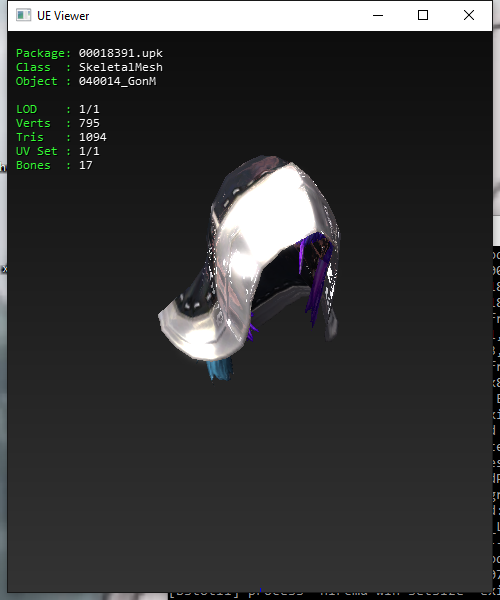 UE Viewer
Package: 00018391.upk
Class : SkeletalMesh
Object : 040014_GonM
LOD : 1/1
Verts : 795
Tris : 1094
UV Set : 1/1
Bones : 17